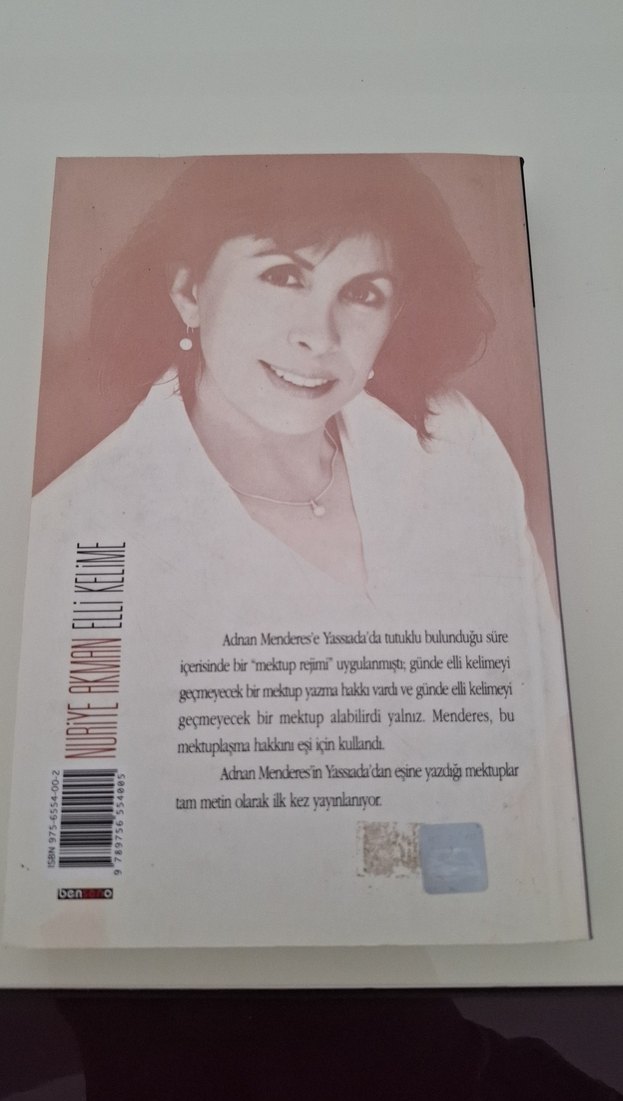 Adnan Menderes'e Yassıada'da tutuklu bulunduğu süre
içerisinde bir "mektup rejimi" uygulanmıştı; günde elli kelimeyi
geçmeyecek bir mektup yazma hakkı vardı ve günde elli kelimeyi
geçmeyecek bir mektup alabilirdi yalnız. Menderes, bu
mektuplaşma hakkını eşi için kullandı.
Adnan Menderes'in Yassıada'dan eşine yazdığı mektuplar
tam metin olarak ilk kez yayınlanıyor.
NURİYE AKMAN ELLİ KELİME
ISBN 975-6554-00-2
9 789756 554005